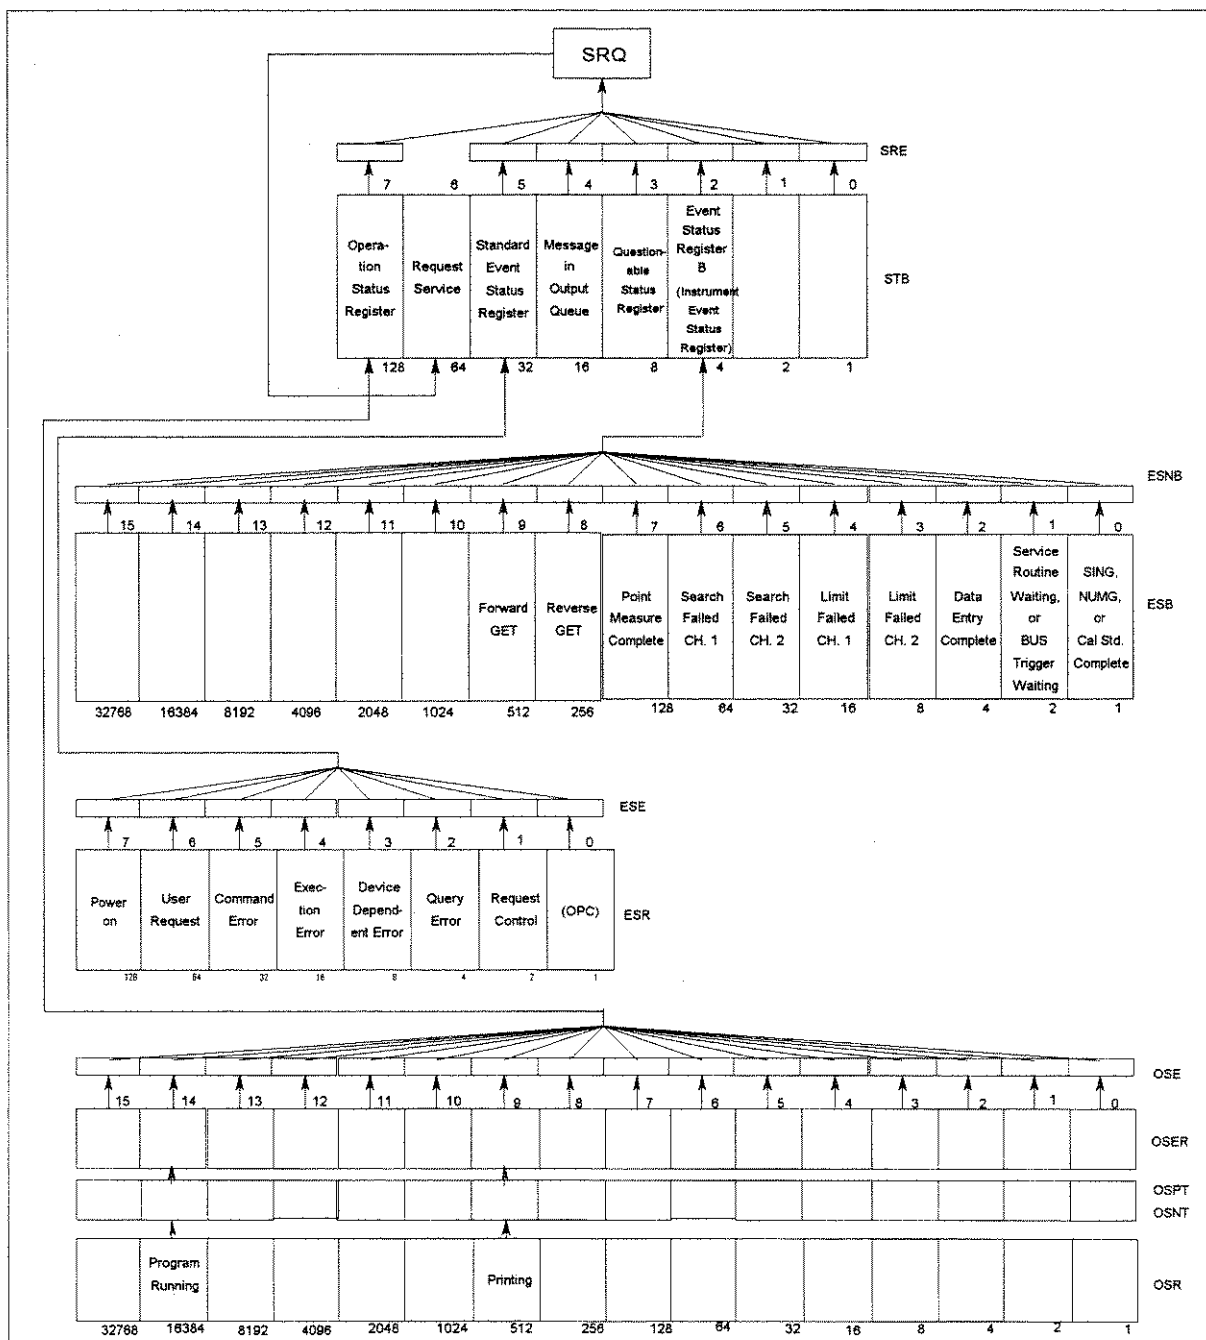 SRQ
SRE
7 6 5 4 3 2 1 0
Opera-
tion
Status
Register
Request
Service
Standard
Event
Status
Register
Message
in
Output
Queue
Question-
able
Status
Register
Event
Status
Register
B
(Instrument
Event
Status
Register)
STB
128 64 32 16 8 4 2 1
ESNB
15 14 13 12 11 10 9 8 7 6 5 4 3 2 1 0
Forward
GET
Reverse
GET
Point
Measure
Complete
Search
Failed
CH. 1
Search
Failed
CH. 2
Limit
Failed
CH. 1
Limit
Failed
CH. 2
Data
Entry
Complete
Service
Routine
Waiting,
or
BUS
Trigger
Waiting
SING,
NUMG,
or
Cal Std.
Complete
ESB
32768 16384 8192 4096 2048 1024 512 256 128 64 32 16 8 4 2 1
ESE
7 6 5 4 3 2 1 0
Power
on
User
Request
Command
Error
Exec-
tion
Error
Device
Depend-
ent Error
Query
Error
Request
Control
(OPC)
ESR
128 64 32 16 8 4 2 1
OSE
15 14 13 12 11 10 9 8 7 6 5 4 3 2 1 0
OSER
OSPT
OSNT
Program
Running
Printing
OSR
32768 16384 8192 4096 2048 1024 512 256 128 64 32 16 8 4 2 1